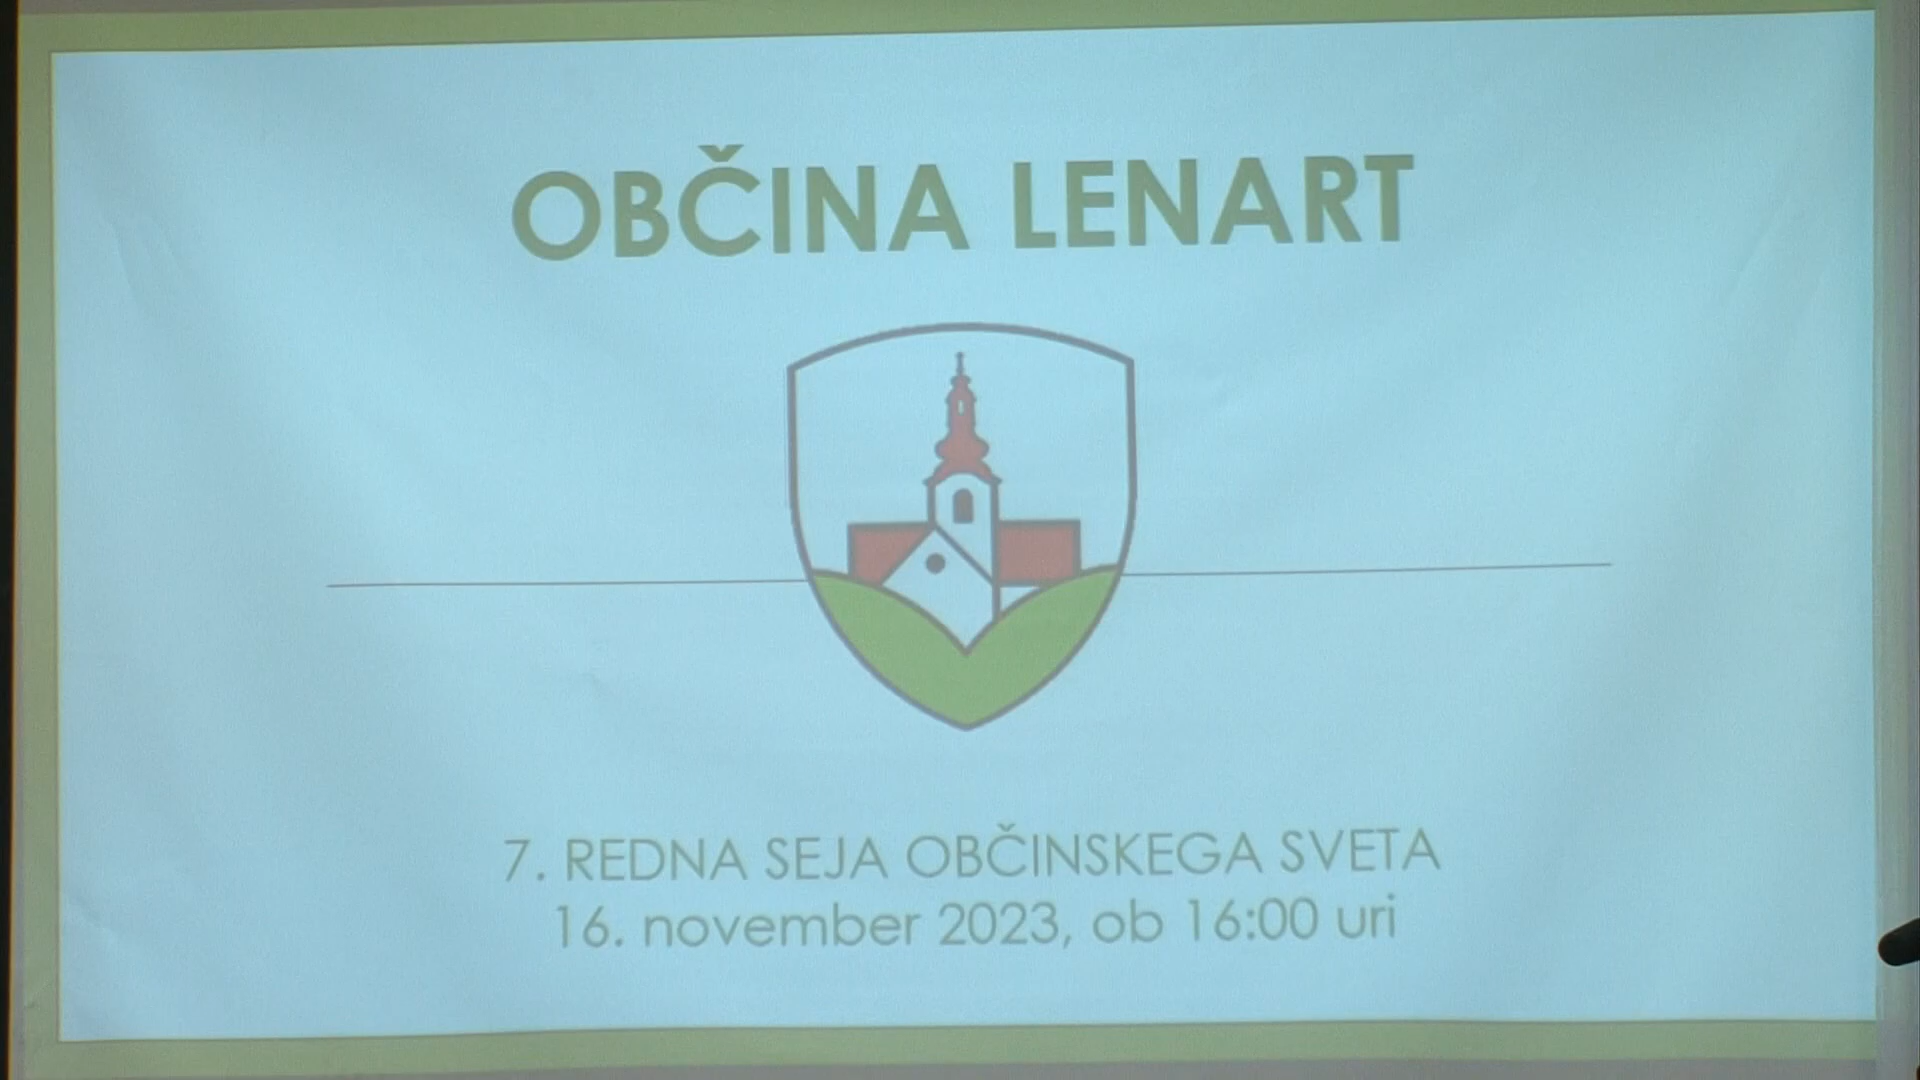 OBČINA LENART
7. REDNA SEJA OBČINSKEGA SVETA
16. november 2023, ob 16:00 uri